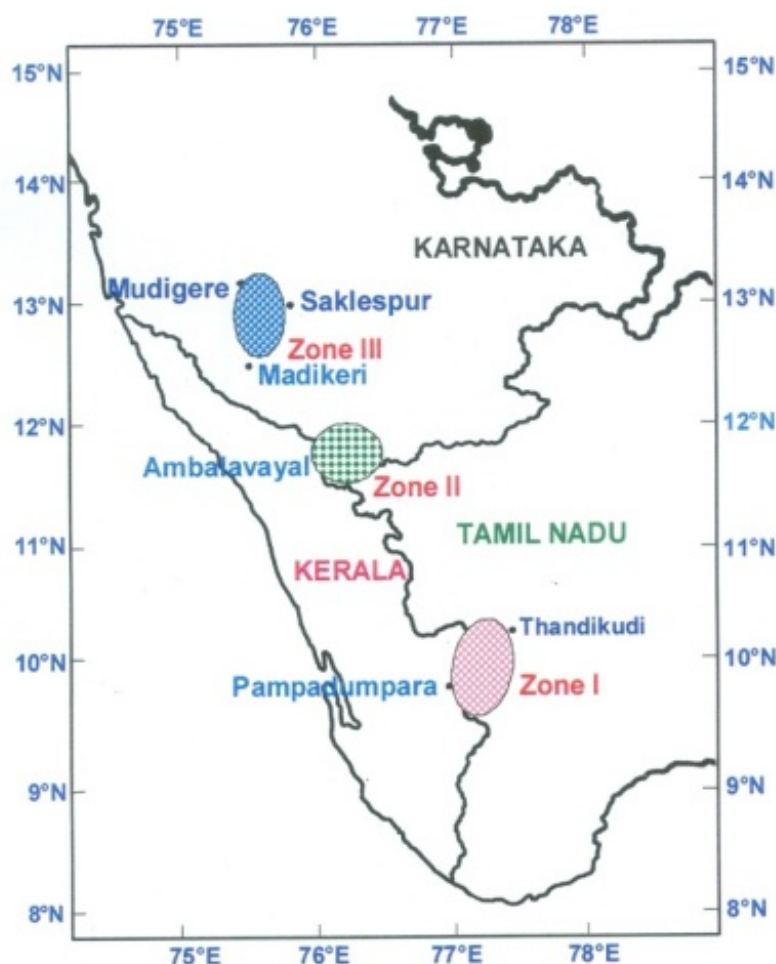 75°E 76°E 77°E 78°E
15°N 15°N
14°N 14°N
KARNATAKA
Mudigere
Saklespur
13°N 13°N
Zone III
Madikeri
12°N 12°N
Ambalavayal
Zone II
TAMIL NADU
11°N 11°N
KERALA
Thandikudi
10°N 10°N
Pampadumpara
Zone I
9°N 9°N
8°N 8°N
75°E 76°E 77°E 78°E